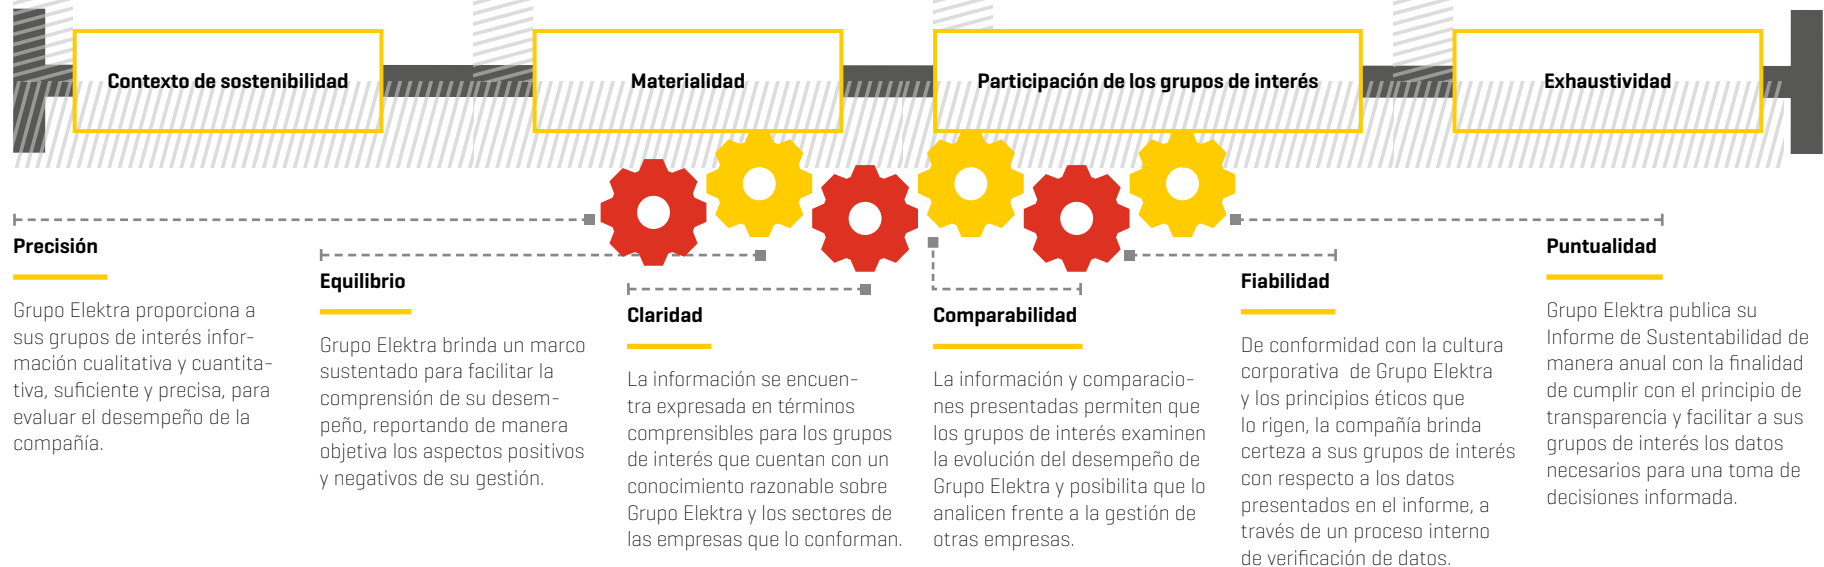 Contexto de sostenibilidad
Materialidad
Participación de los grupos de interés
Exhaustividad
Precisión
Grupo Elektra proporciona a
sus grupos de interés infor-
mación cualitativa y cuantita-
tiva, suficiente y precisa, para
evaluar el desempeño de la
compañía.
Equilibrio
Grupo Elektra brinda un marco
sustentado para facilitar la
comprensión de su desem-
peño, reportando de manera
objetiva los aspectos positivos
y negativos de su gestión.
Claridad
La información se encuen-
tra expresada en términos
comprensibles para los grupos
de interés que cuentan con un
conocimiento razonable sobre
Grupo Elektra y los sectores de
las empresas que lo conforman.
Comparabilidad
La información y comparacio-
nes presentadas permiten que
los grupos de interés examinen
la evolución del desempeño de
Grupo Elektra y posibilita que lo
analicen frente a la gestión de
otras empresas.
Fiabilidad
De conformidad con la cultura
corporativa de Grupo Elektra
y los principios éticos que
lo rigen, la compañía brinda
certeza a sus grupos de interés
con respecto a los datos
presentados en el informe, a
través de un proceso interno
de verificación de datos.
Puntualidad
Grupo Elektra publica su
Informe de Sustentabilidad de
manera anual con la finalidad
de cumplir con el principio de
transparencia y facilitar a sus
grupos de interés los datos
necesarios para una toma de
decisiones informada.